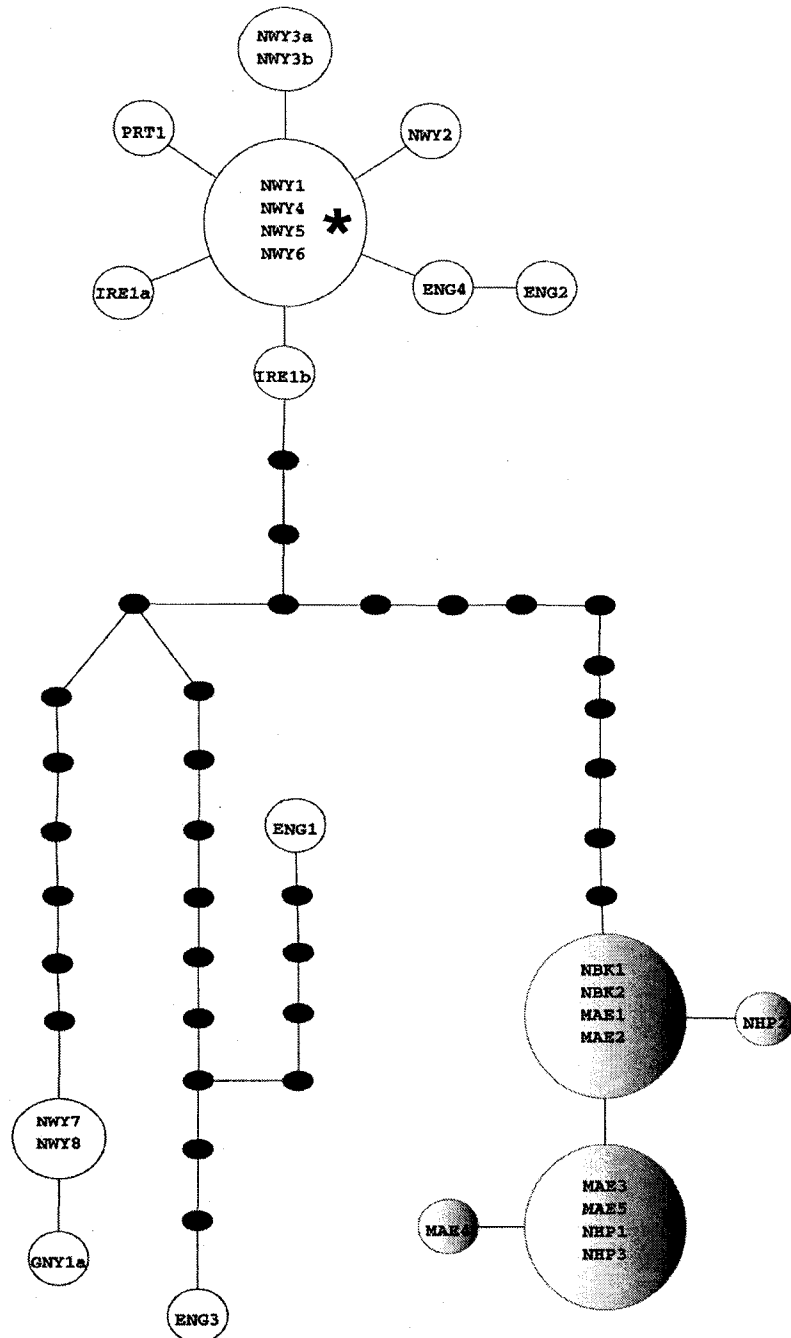 NWY3a
NWY3b
PRT1
NWY2
NWY1
NWY4
NWY5
NWY6
*
IRE1a
ENG4
ENG2
IRE1b
ENG1
NBK1
NBK2
MAE1
MAE2
NHP2
NWY7
NWY8
MAE3
MAE5
NHP1
NHP3
MAE4
GNY1a
ENG3